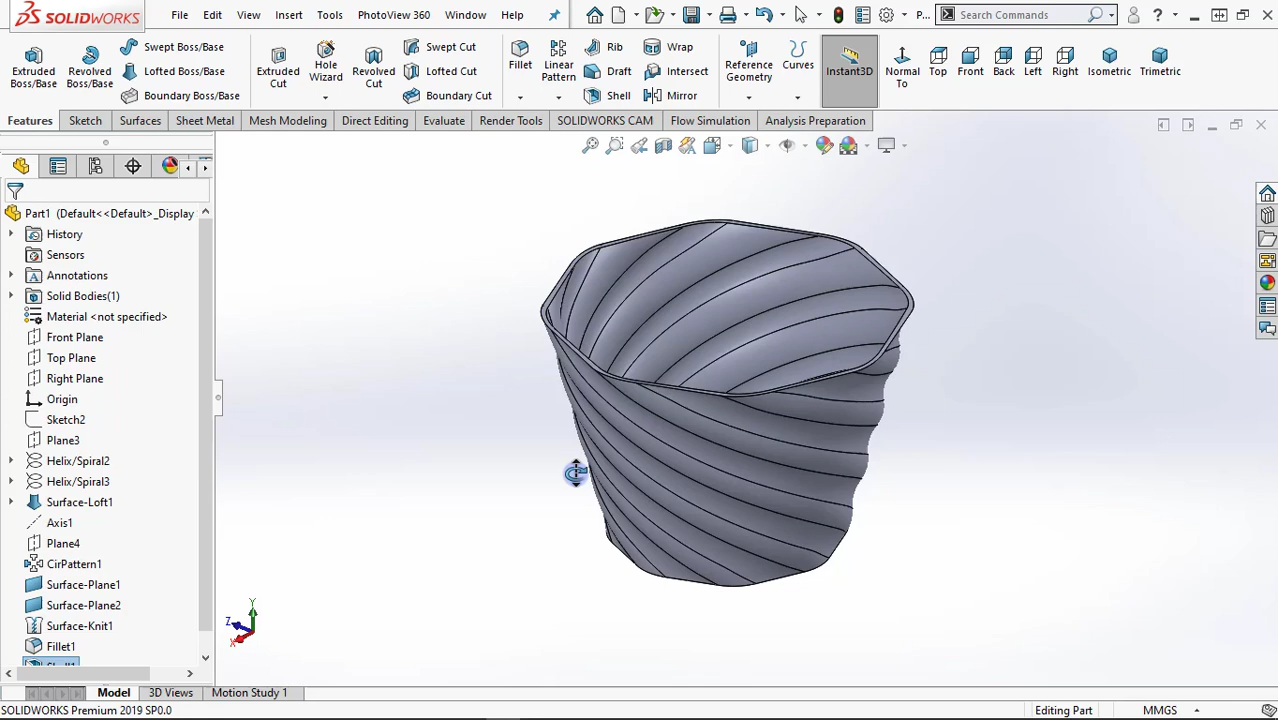 SOLIDWORKS File Edit View Insert Tools PhotoView 360 Window Help P... Search Commands
Extruded Boss/Base Revolved Boss/Base Swept Boss/Base Lofted Boss/Base Boundary Boss/Base Extruded Cut Hole Wizard Revolved Cut Swept Cut Lofted Cut Boundary Cut Fillet Linear Pattern Rib Draft Shell Wrap Intersect Mirror Reference Geometry Curves Instant3D Normal To Top Front Back Left Right Isometric Trimetric
Features Sketch Surfaces Sheet Metal Mesh Modeling Direct Editing Evaluate Render Tools SOLIDWORKS CAM Flow Simulation Analysis Preparation
Part1 (Default<<Default>_Display
History
Sensors
Annotations
Solid Bodies(1)
Material <not specified>
Front Plane
Top Plane
Right Plane
Origin
Sketch2
Plane3
Helix/Spiral2
Helix/Spiral3
Surface-Loft1
Axis1
Plane4
CirPattern1
Surface-Plane1
Surface-Plane2
Surface-Knit1
Fillet1
Shell1
Y
Z
X
Model 3D Views Motion Study 1
SOLIDWORKS Premium 2019 SP0.0 Editing Part MMGS